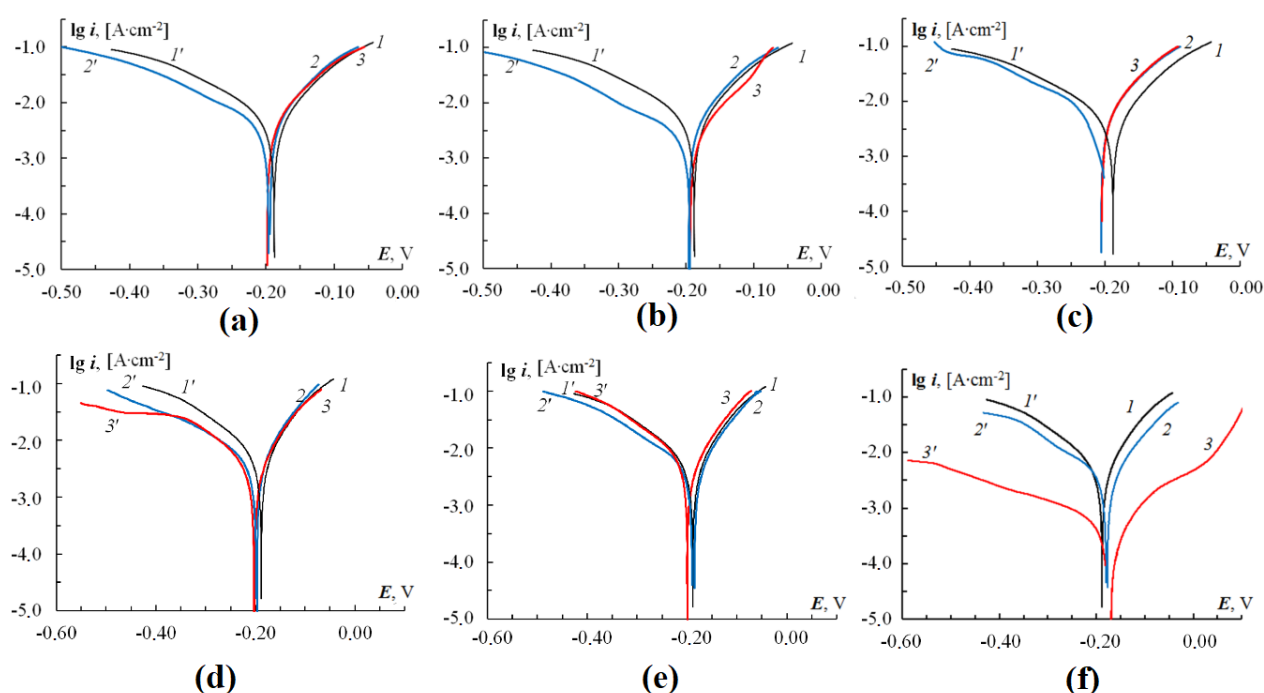 lg i, [A·cm-2] lg i, [A·cm-2] lg i, [A·cm-2]
-1.0 1' 2' 2 3 1
-2.0
-3.0
-4.0
-5.0
E, V
-0.50 -0.40 -0.30 -0.20 -0.10 0.00
(a)
-1.0 1' 2' 2 1 3
-2.0
-3.0
-4.0
-5.0
E, V
-0.50 -0.40 -0.30 -0.20 -0.10 0.00
(b)
-1.0 1' 2' 3 2 1
-2.0
-3.0
-4.0
-5.0
E, V
-0.50 -0.40 -0.30 -0.20 -0.10 0.00
(c)
lg i, [A·cm-2] lg i, [A·cm-2] lg i, [A·cm-2]
-1.0 2' 1' 3' 2 1 3
-2.0
-3.0
-4.0
-5.0
E, V
-0.60 -0.40 -0.20 0.00
(d)
-1.0 1' 3' 2' 3 1 2
-2.0
-3.0
-4.0
-5.0
E, V
-0.60 -0.40 -0.20 0.00
(e)
-1.0 1' 2' 3' 1 2 3
-2.0
-3.0
-4.0
-5.0
E, V
-0.60 -0.40 -0.20 0.00
(f)